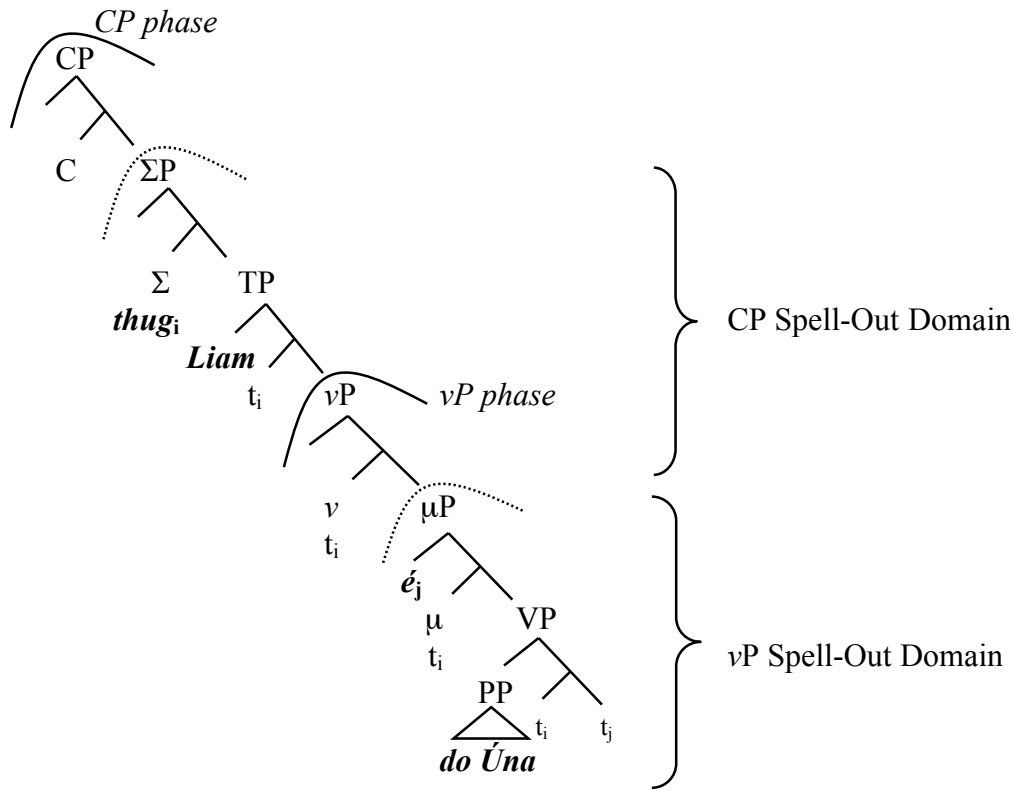 CP phase
CP
C ΣP
Σ TP
thugᵢ
Liam
tᵢ vP vP phase
CP Spell-Out Domain
v μP
tᵢ
éⱼ
μ VP
tᵢ
PP tᵢ tⱼ
do Úna
vP Spell-Out Domain